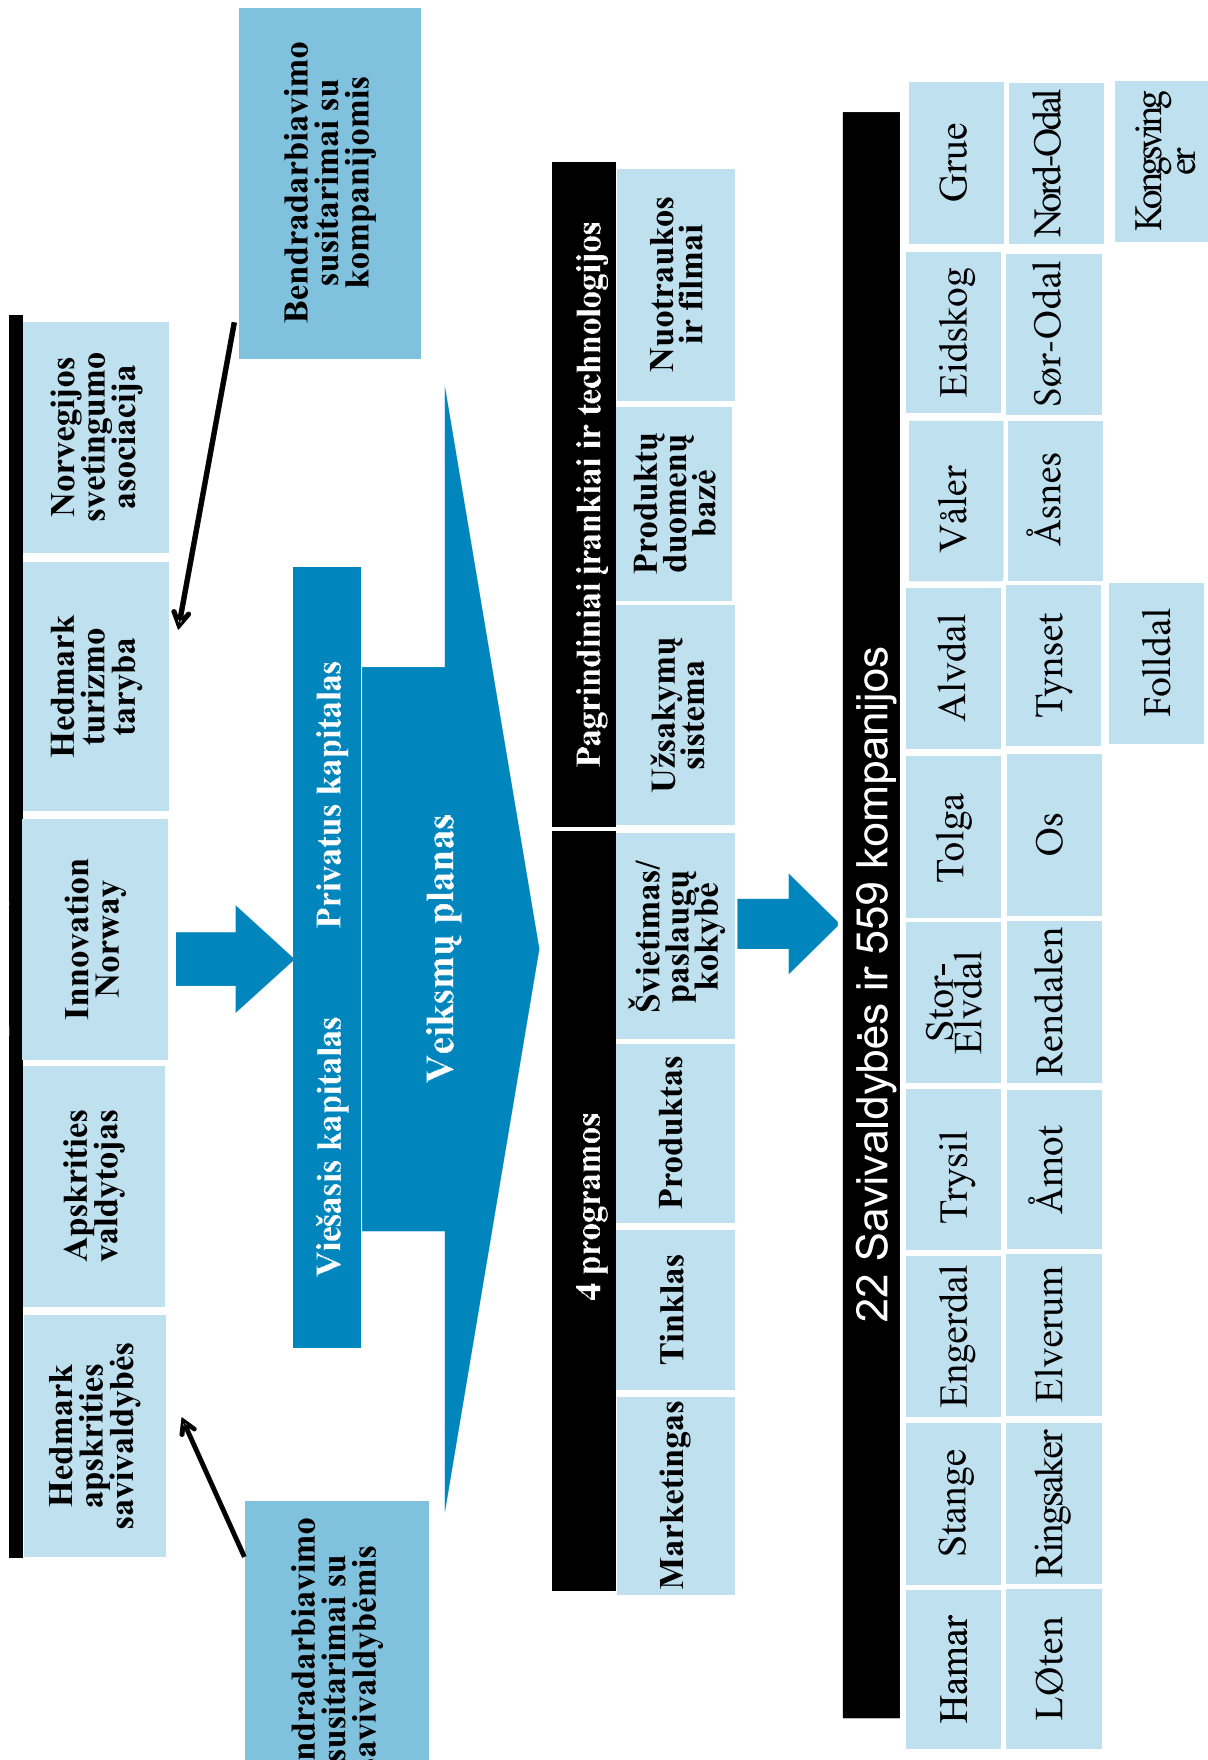 Hedmark
apskrities
savivaldybės
Apskrities
valdytojas
Innovation
Norway
Hedmark
turizmo
taryba
Norvegijos
svetingumo
asociacija
ndradarbiavimo
susitarimai su
avivaldybėmis
Bendradarbiavimo
susitarimai su
kompanijomis
Viešasis kapitalas
Privatus kapitalas
Veiksmų planas
4 programos
Pagrindiniai įrankiai ir technologijos
Marketingas
Tinklas
Produktas
Švietimas/
paslaugų
kokybė
Užsakymų
sistema
Produktų
duomenų
bazė
Nuotraukos
ir filmai
22 Savivaldybės ir 559 kompanijos
Hamar
Stange
Engerdal
Trysil
Stor-
Elvdal
Tolga
Alvdal
Våler
Eidskog
Grue
LØten
Ringsaker
Elverum
Åmot
Rendalen
Os
Tynset
Åsnes
Sør-Odal
Nord-Odal
Folldal
Kongsving
er